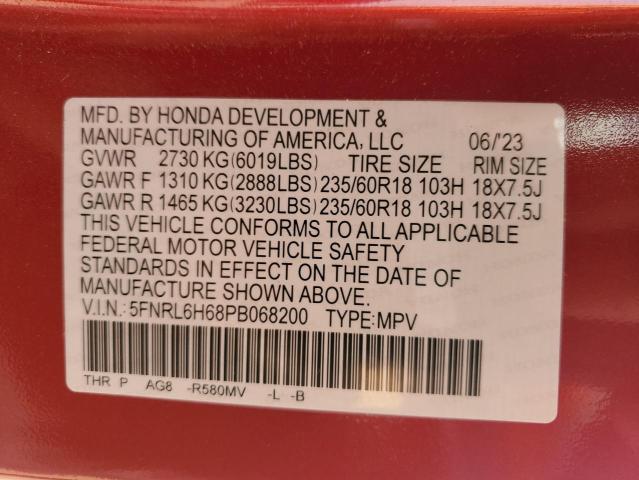 MFD. BY HONDA DEVELOPMENT &
MANUFACTURING OF AMERICA, LLC 06/'23
GVWR 2730 KG(6019LBS) TIRE SIZE RIM SIZE
GAWR F 1310 KG(2888LBS) 235/60R18 103H 18X7.5J
GAWR R 1465 KG(3230LBS) 235/60R18 103H 18X7.5J
THIS VEHICLE CONFORMS TO ALL APPLICABLE
FEDERAL MOTOR VEHICLE SAFETY
STANDARDS IN EFFECT ON THE DATE OF
MANUFACTURE SHOWN ABOVE.
V.I.N.: 5FNRL6H68PB068200 TYPE:MPV
THR P AG8 -R580MV -L -B